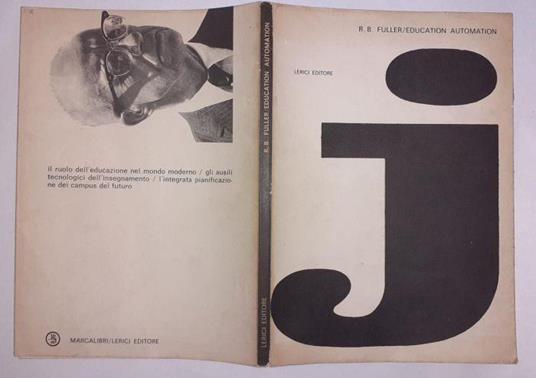 Il ruolo dell'educazione nel mondo moderno / gli ausili
tecnologici dell'insegnamento / l'integrata pianificazio-
ne dei campus del futuro
MARCALIBRI/LERICI EDITORE
R. B. FULLER/EDUCATION AUTOMATION
LERICI EDITORE
R. B. FULLER/EDUCATION AUTOMATION
LERICI EDITORE
j